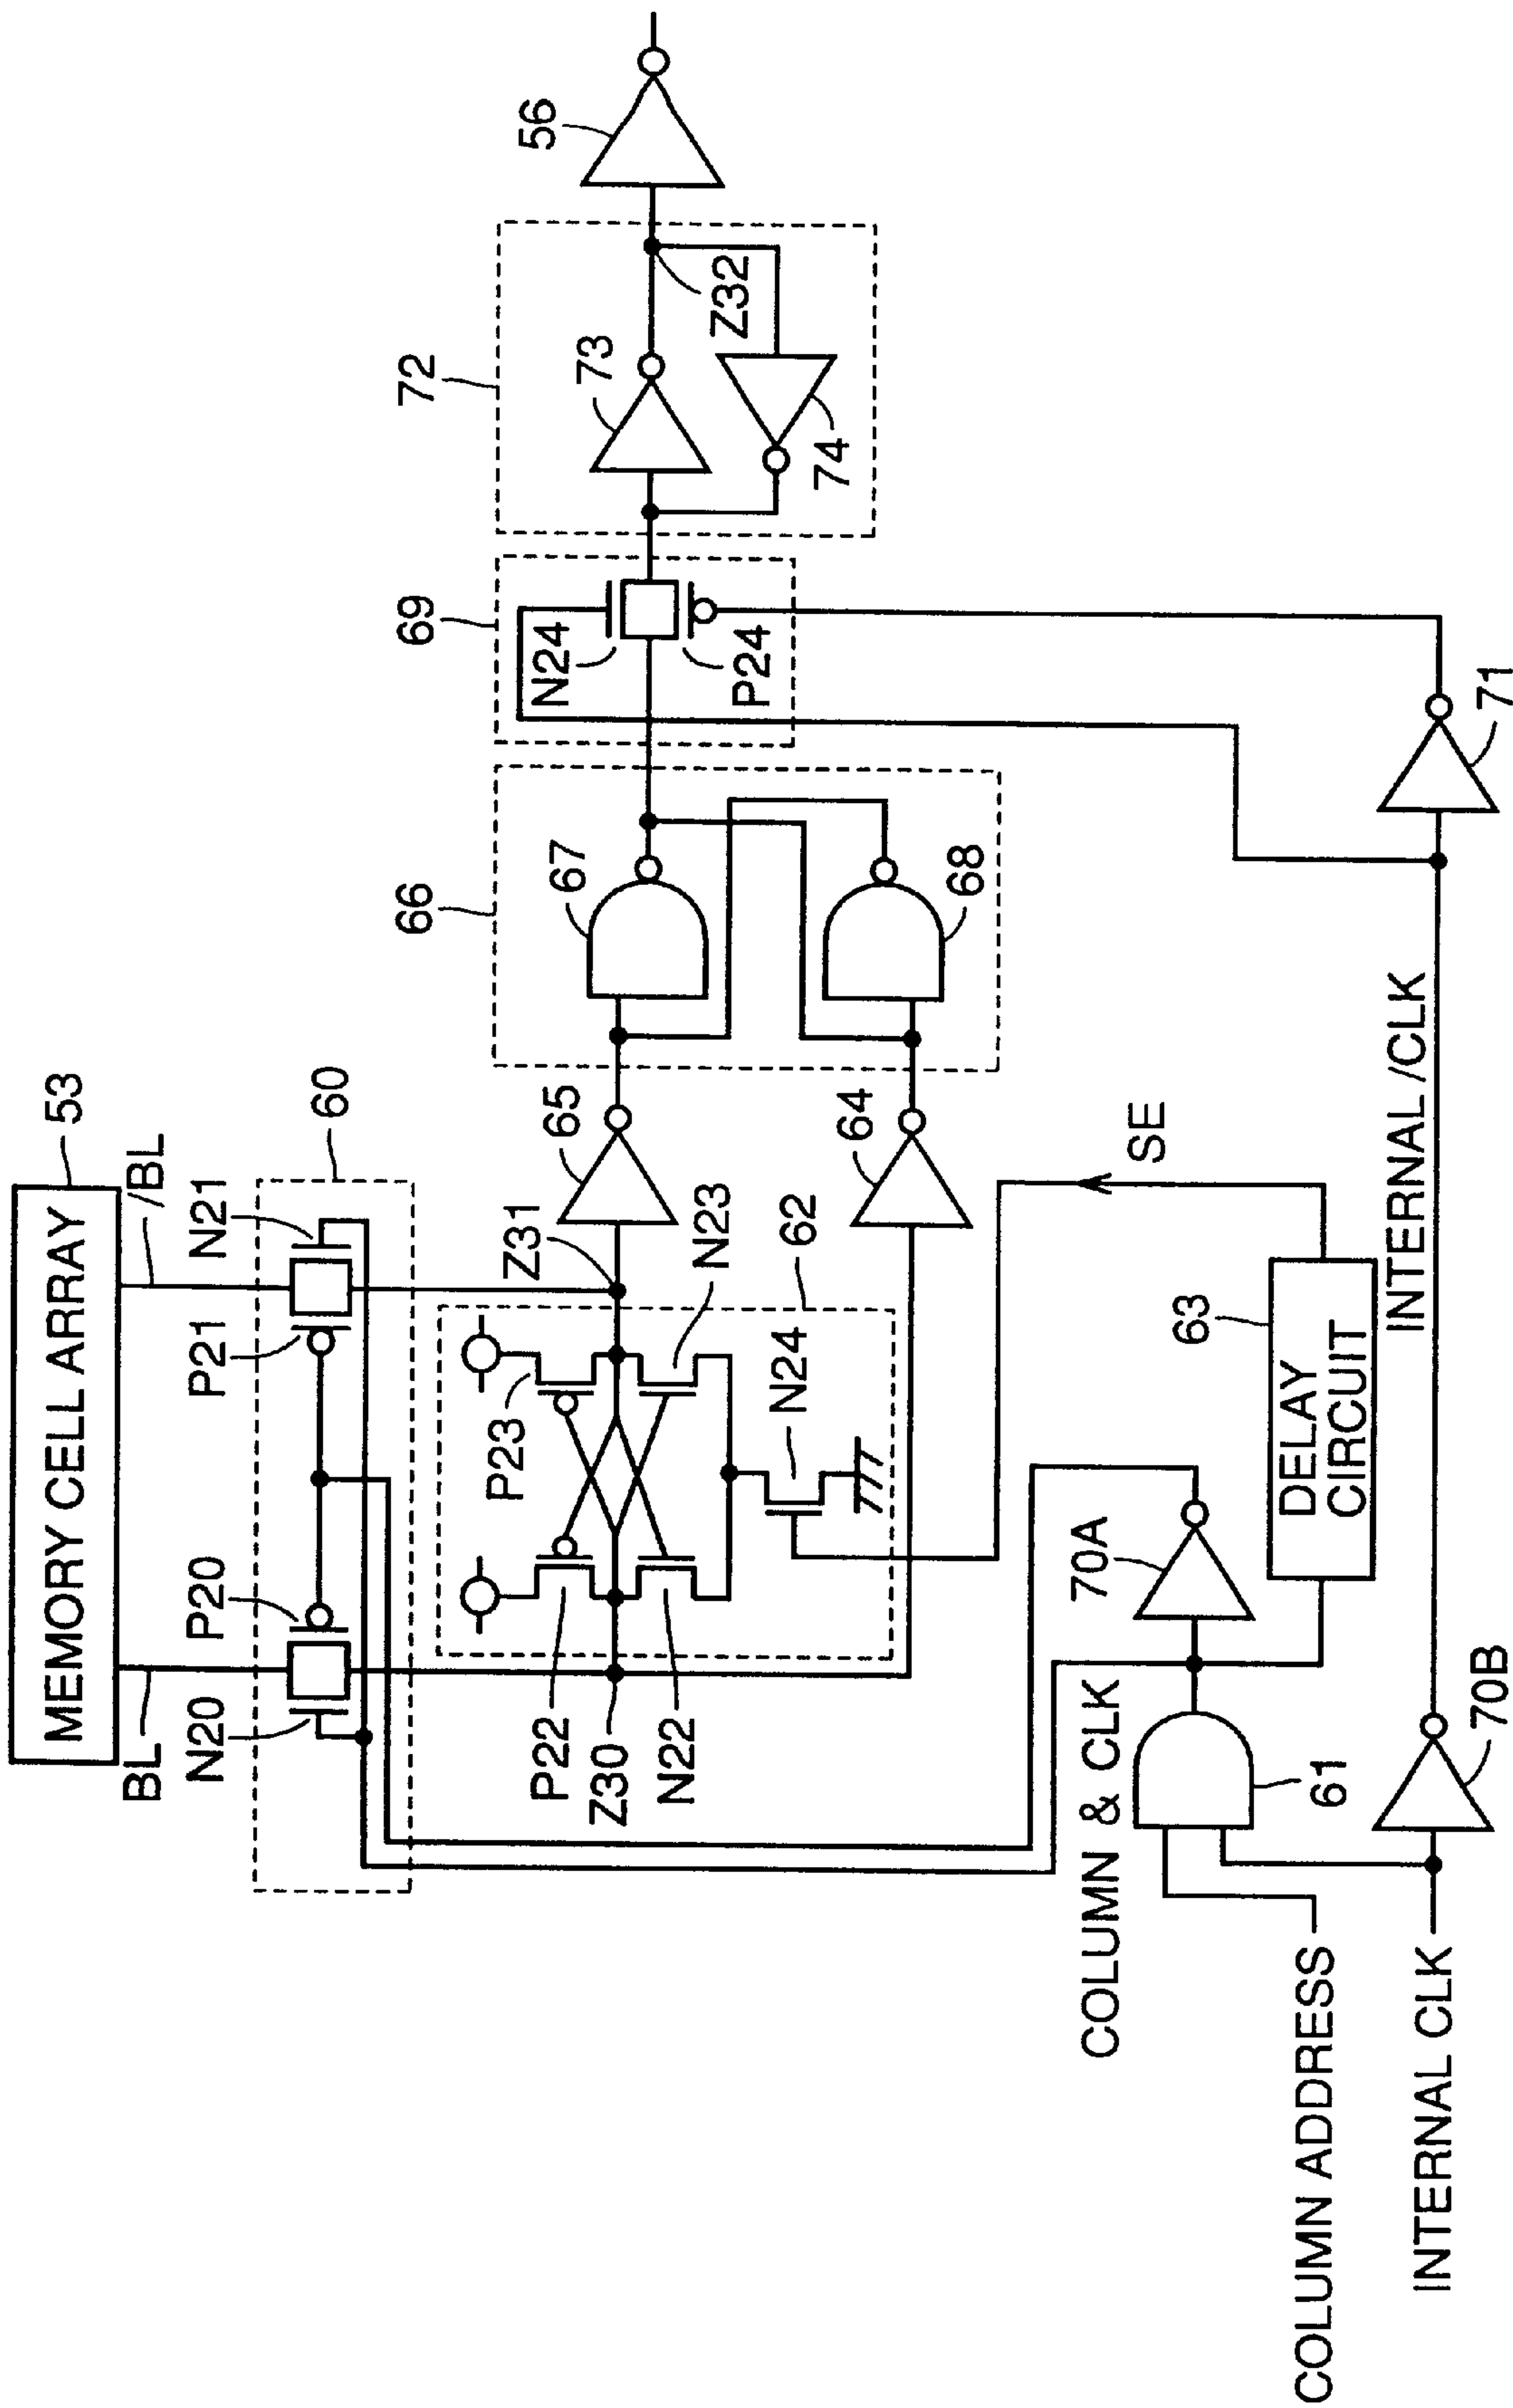 MEMORY CELL ARRAY
53
BL
/BL
60
N20
P20
P21
N21
P22
P23
Z30
Z31
N22
N23
N24
62
65
64
66
67
68
69
N24
P24
72
73
74
Z32
56
SE
63
DELAY
CIRCUIT
70A
COLUMN & CLK
61
COLUMN ADDRESS
INTERNAL CLK
70B
INTERNAL /CLK
71